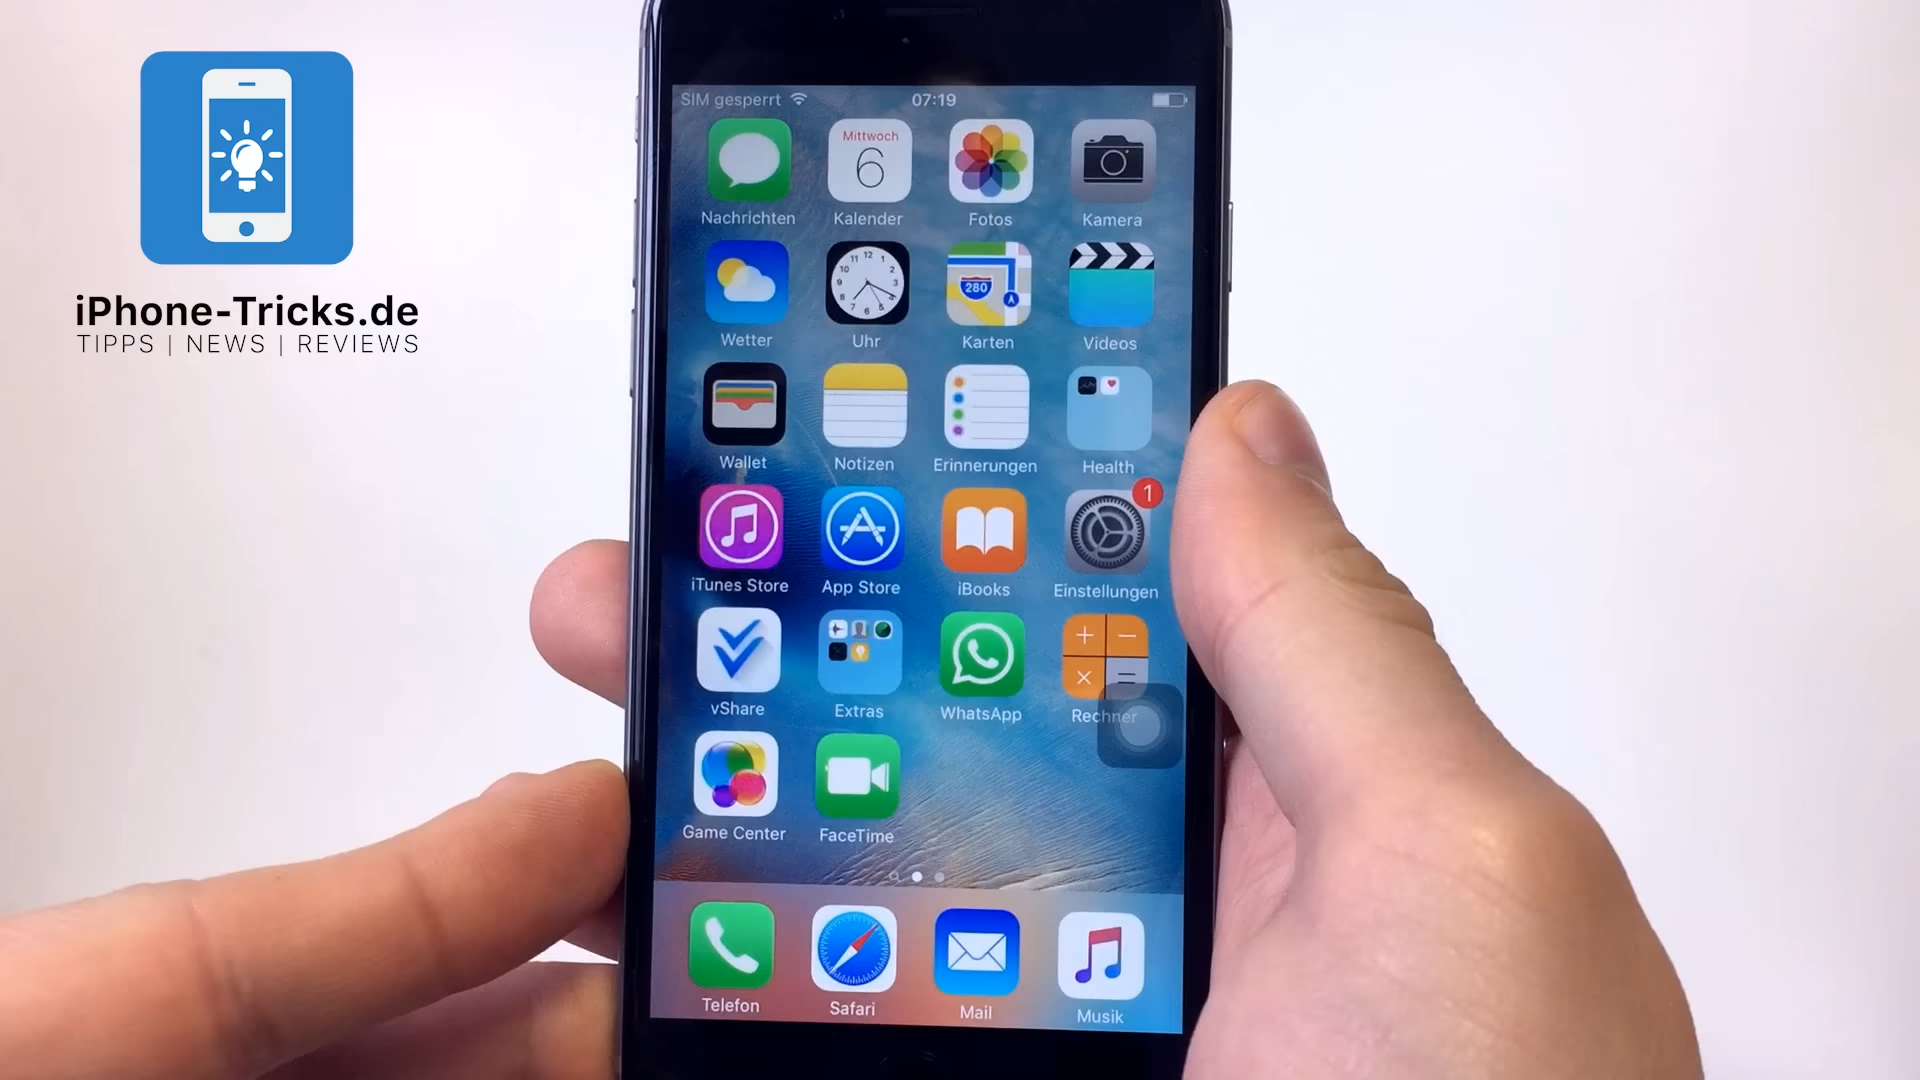 iPhone-Tricks.de
TIPPS | NEWS | REVIEWS
SIM gesperrt 07:19
Mittwoch
6
Nachrichten Kalender Fotos Kamera
280
Wetter Uhr Karten Videos
Wallet Notizen Erinnerungen Health
1
iTunes Store App Store iBooks Einstellungen
vShare Extras WhatsApp Rechner
Game Center FaceTime
Telefon Safari Mail Musik